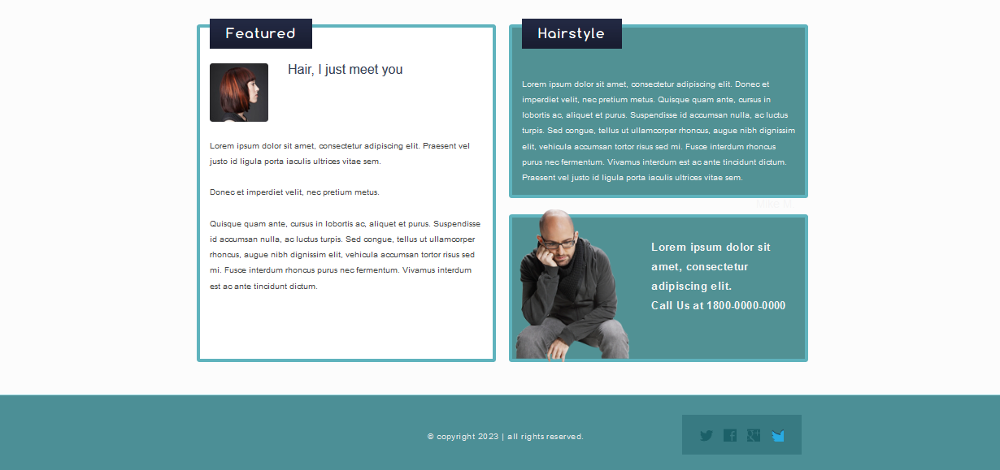 Featured
Hair, I just meet you
Lorem ipsum dolor sit amet, consectetur adipiscing elit. Praesent vel
justo id ligula porta iaculis ultrices vitae sem.
Donec et imperdiet velit, nec pretium metus.
Quisque quam ante, cursus in lobortis ac, aliquet et purus. Suspendisse
id accumsan nulla, ac luctus turpis. Sed congue, tellus ut ullamcorper
rhoncus, augue nibh dignissim elit, vehicula accumsan tortor risus sed
mi. Fusce interdum rhoncus purus nec fermentum. Vivamus interdum
est ac ante tincidunt dictum.
Hairstyle
Lorem ipsum dolor sit amet, consectetur adipiscing elit. Donec et
imperdiet velit, nec pretium metus. Quisque quam ante, cursus in
lobortis ac, aliquet et purus. Suspendisse id accumsan nulla, ac luctus
turpis. Sed congue, tellus ut ullamcorper rhoncus, augue nibh dignissim
elit, vehicula accumsan tortor risus sed mi. Fusce interdum rhoncus
purus nec fermentum. Vivamus interdum est ac ante tincidunt dictum.
Praesent vel justo id ligula porta iaculis ultrices vitae sem.
Lorem ipsum dolor sit
amet, consectetur
adipiscing elit.
Call Us at 1800-0000-0000
© copyright 2023 | all rights reserved.